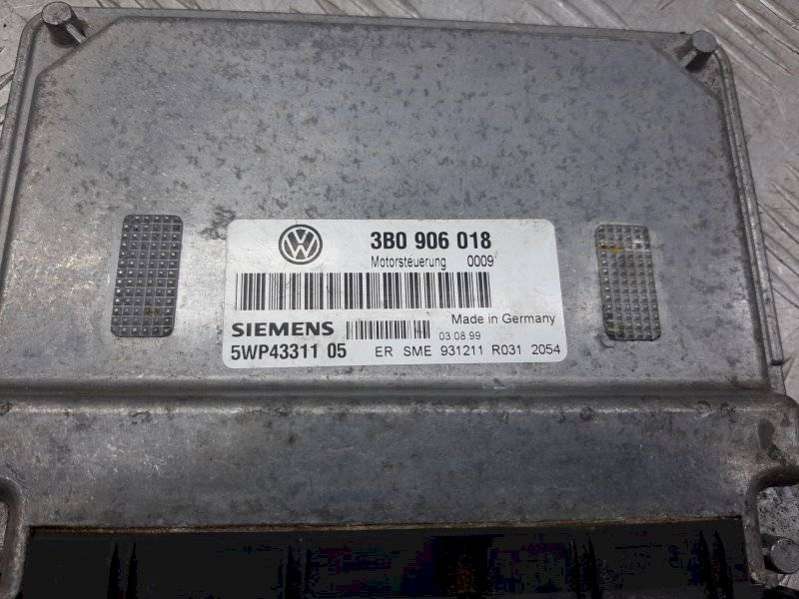 3B0 906 018
Motorsteuerung 0009
SIEMENS Made in Germany
03.08.99
5WP43311 05 ER SME 931211 R031 2054